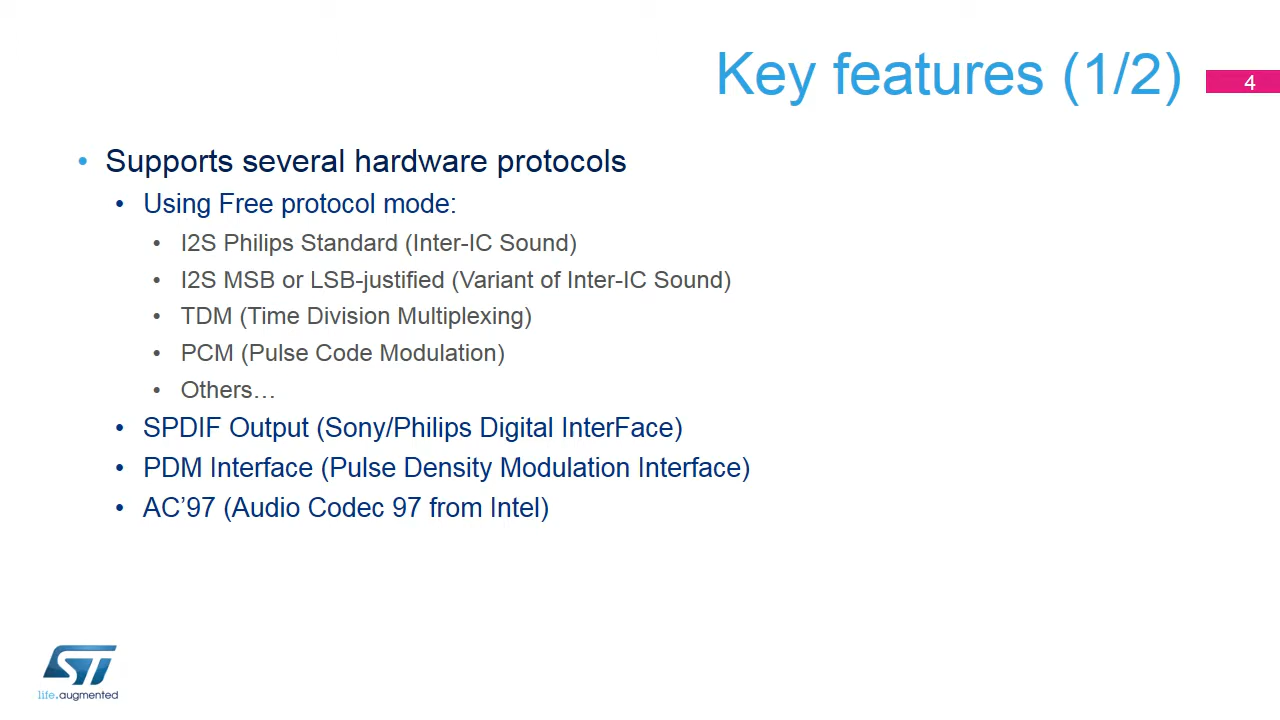 Key features (1/2)
4
• Supports several hardware protocols
• Using Free protocol mode:
• I2S Philips Standard (Inter-IC Sound)
• I2S MSB or LSB-justified (Variant of Inter-IC Sound)
• TDM (Time Division Multiplexing)
• PCM (Pulse Code Modulation)
• Others…
• SPDIF Output (Sony/Philips Digital InterFace)
• PDM Interface (Pulse Density Modulation Interface)
• AC’97 (Audio Codec 97 from Intel)
ST
life.augmented